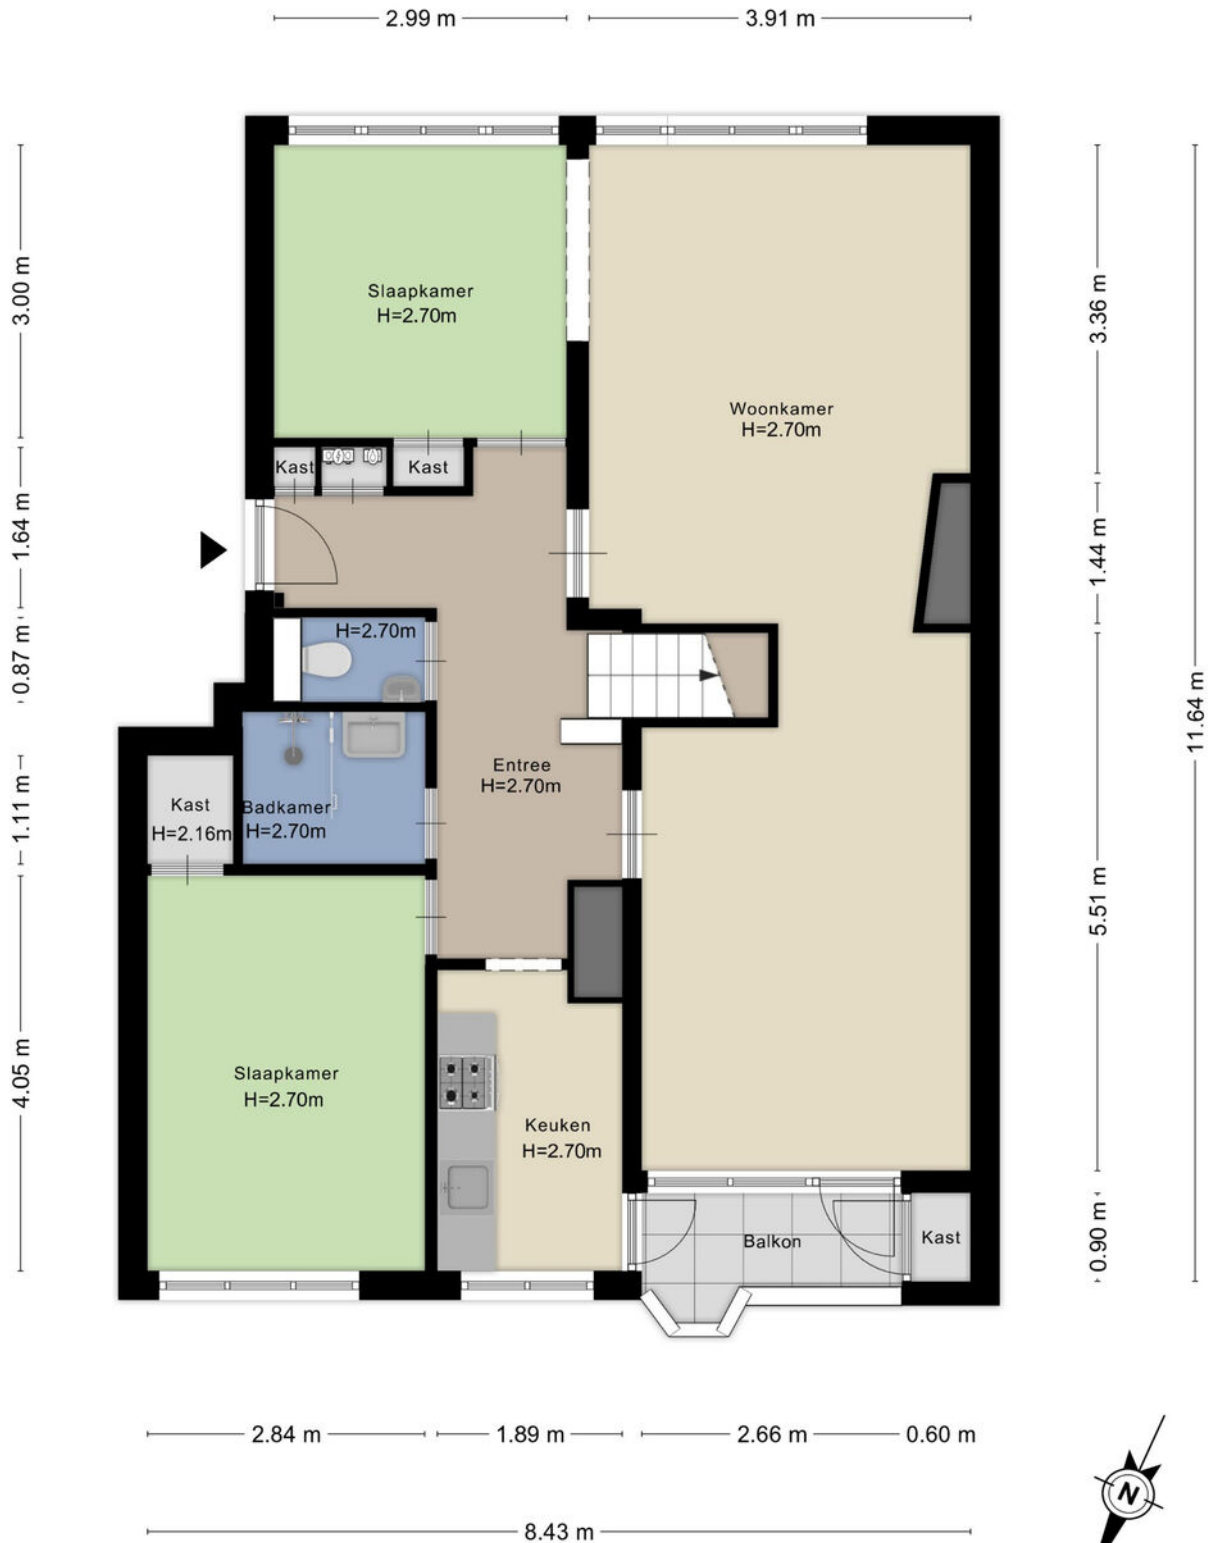 2.99 m
3.91 m
3.00 m
1.64 m
0.87 m
1.11 m
4.05 m
3.36 m
1.44 m
5.51 m
0.90 m
11.64 m
Slaapkamer
H=2.70m
Woonkamer
H=2.70m
Kast
Kast
H=2.70m
Entree
H=2.70m
Kast
H=2.16m
Badkamer
H=2.70m
Slaapkamer
H=2.70m
Keuken
H=2.70m
Balkon
Kast
2.84 m
1.89 m
2.66 m
0.60 m
8.43 m
N